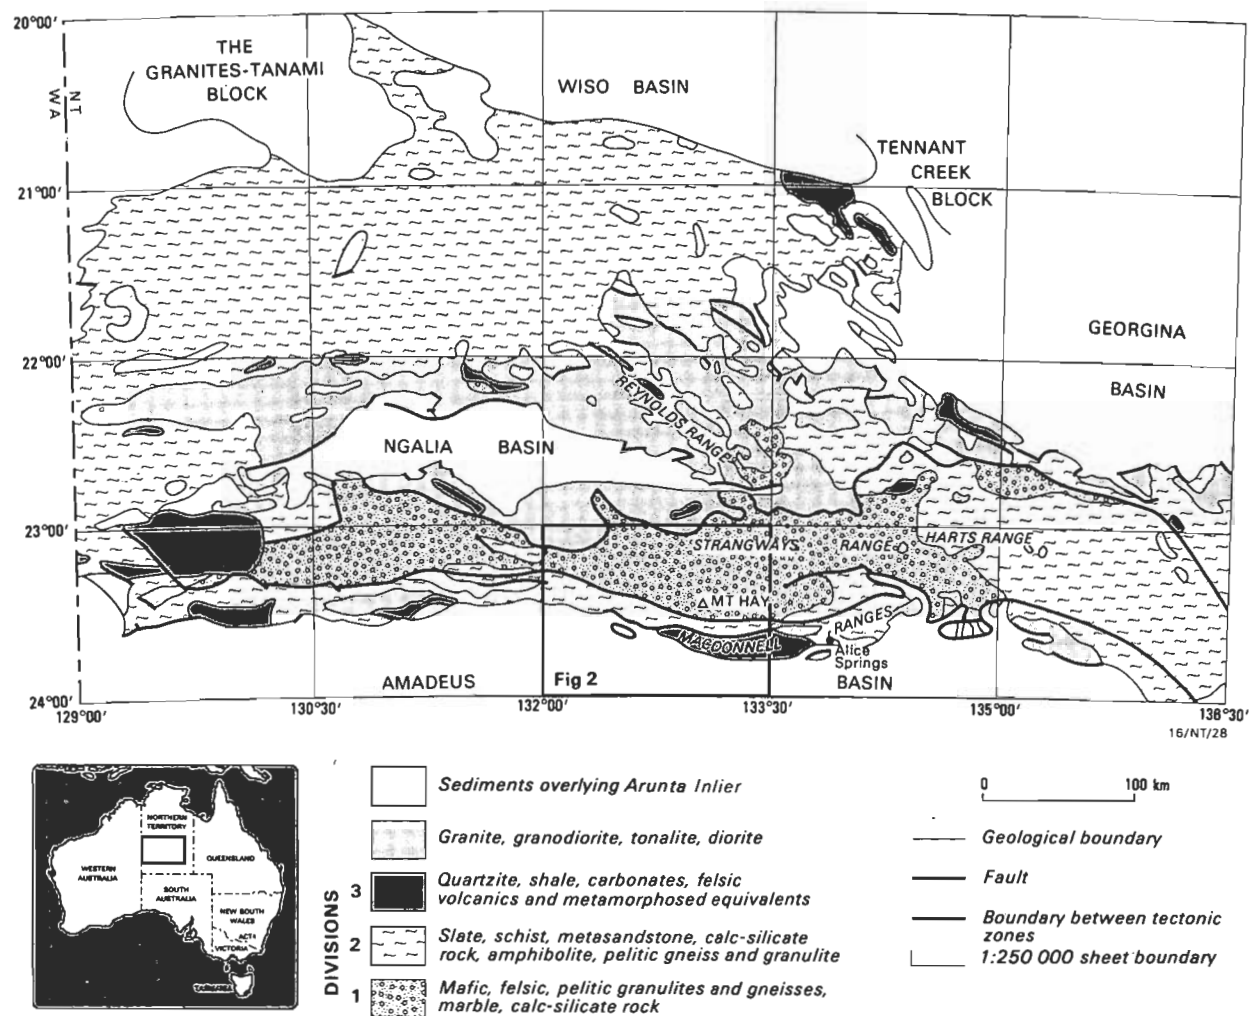 20°00'
THE
GRANITES-TANAMI
BLOCK
WISO BASIN
NT
WA
TENNANT
CREEK
BLOCK
21°00'
GEORGINA
BASIN
22°00'
REYNOLDS RANGE
NGALIA BASIN
23°00'
STRANGWAYS RANGE
HARTS RANGE
MT HAY
MACDONNELL RANGES
Alice
Springs
AMADEUS BASIN
Fig 2
24°00'
129°00' 130°30' 132°00' 133°30' 135°00' 136°30'
16/NT/28
WESTERN
AUSTRALIA
NORTHERN
TERRITORY
QUEENSLAND
SOUTH
AUSTRALIA
NEW SOUTH
WALES
ACT
VICTORIA
TASMANIA
Sediments overlying Arunta Inlier
Granite, granodiorite, tonalite, diorite
DIVISIONS
3 Quartzite, shale, carbonates, felsic
volcanics and metamorphosed equivalents
2 Slate, schist, metasandstone, calc-silicate
rock, amphibolite, pelitic gneiss and granulite
1 Mafic, felsic, pelitic granulites and gneisses,
marble, calc-silicate rock
0 100 km
Geological boundary
Fault
Boundary between tectonic
zones
1:250 000 sheet boundary